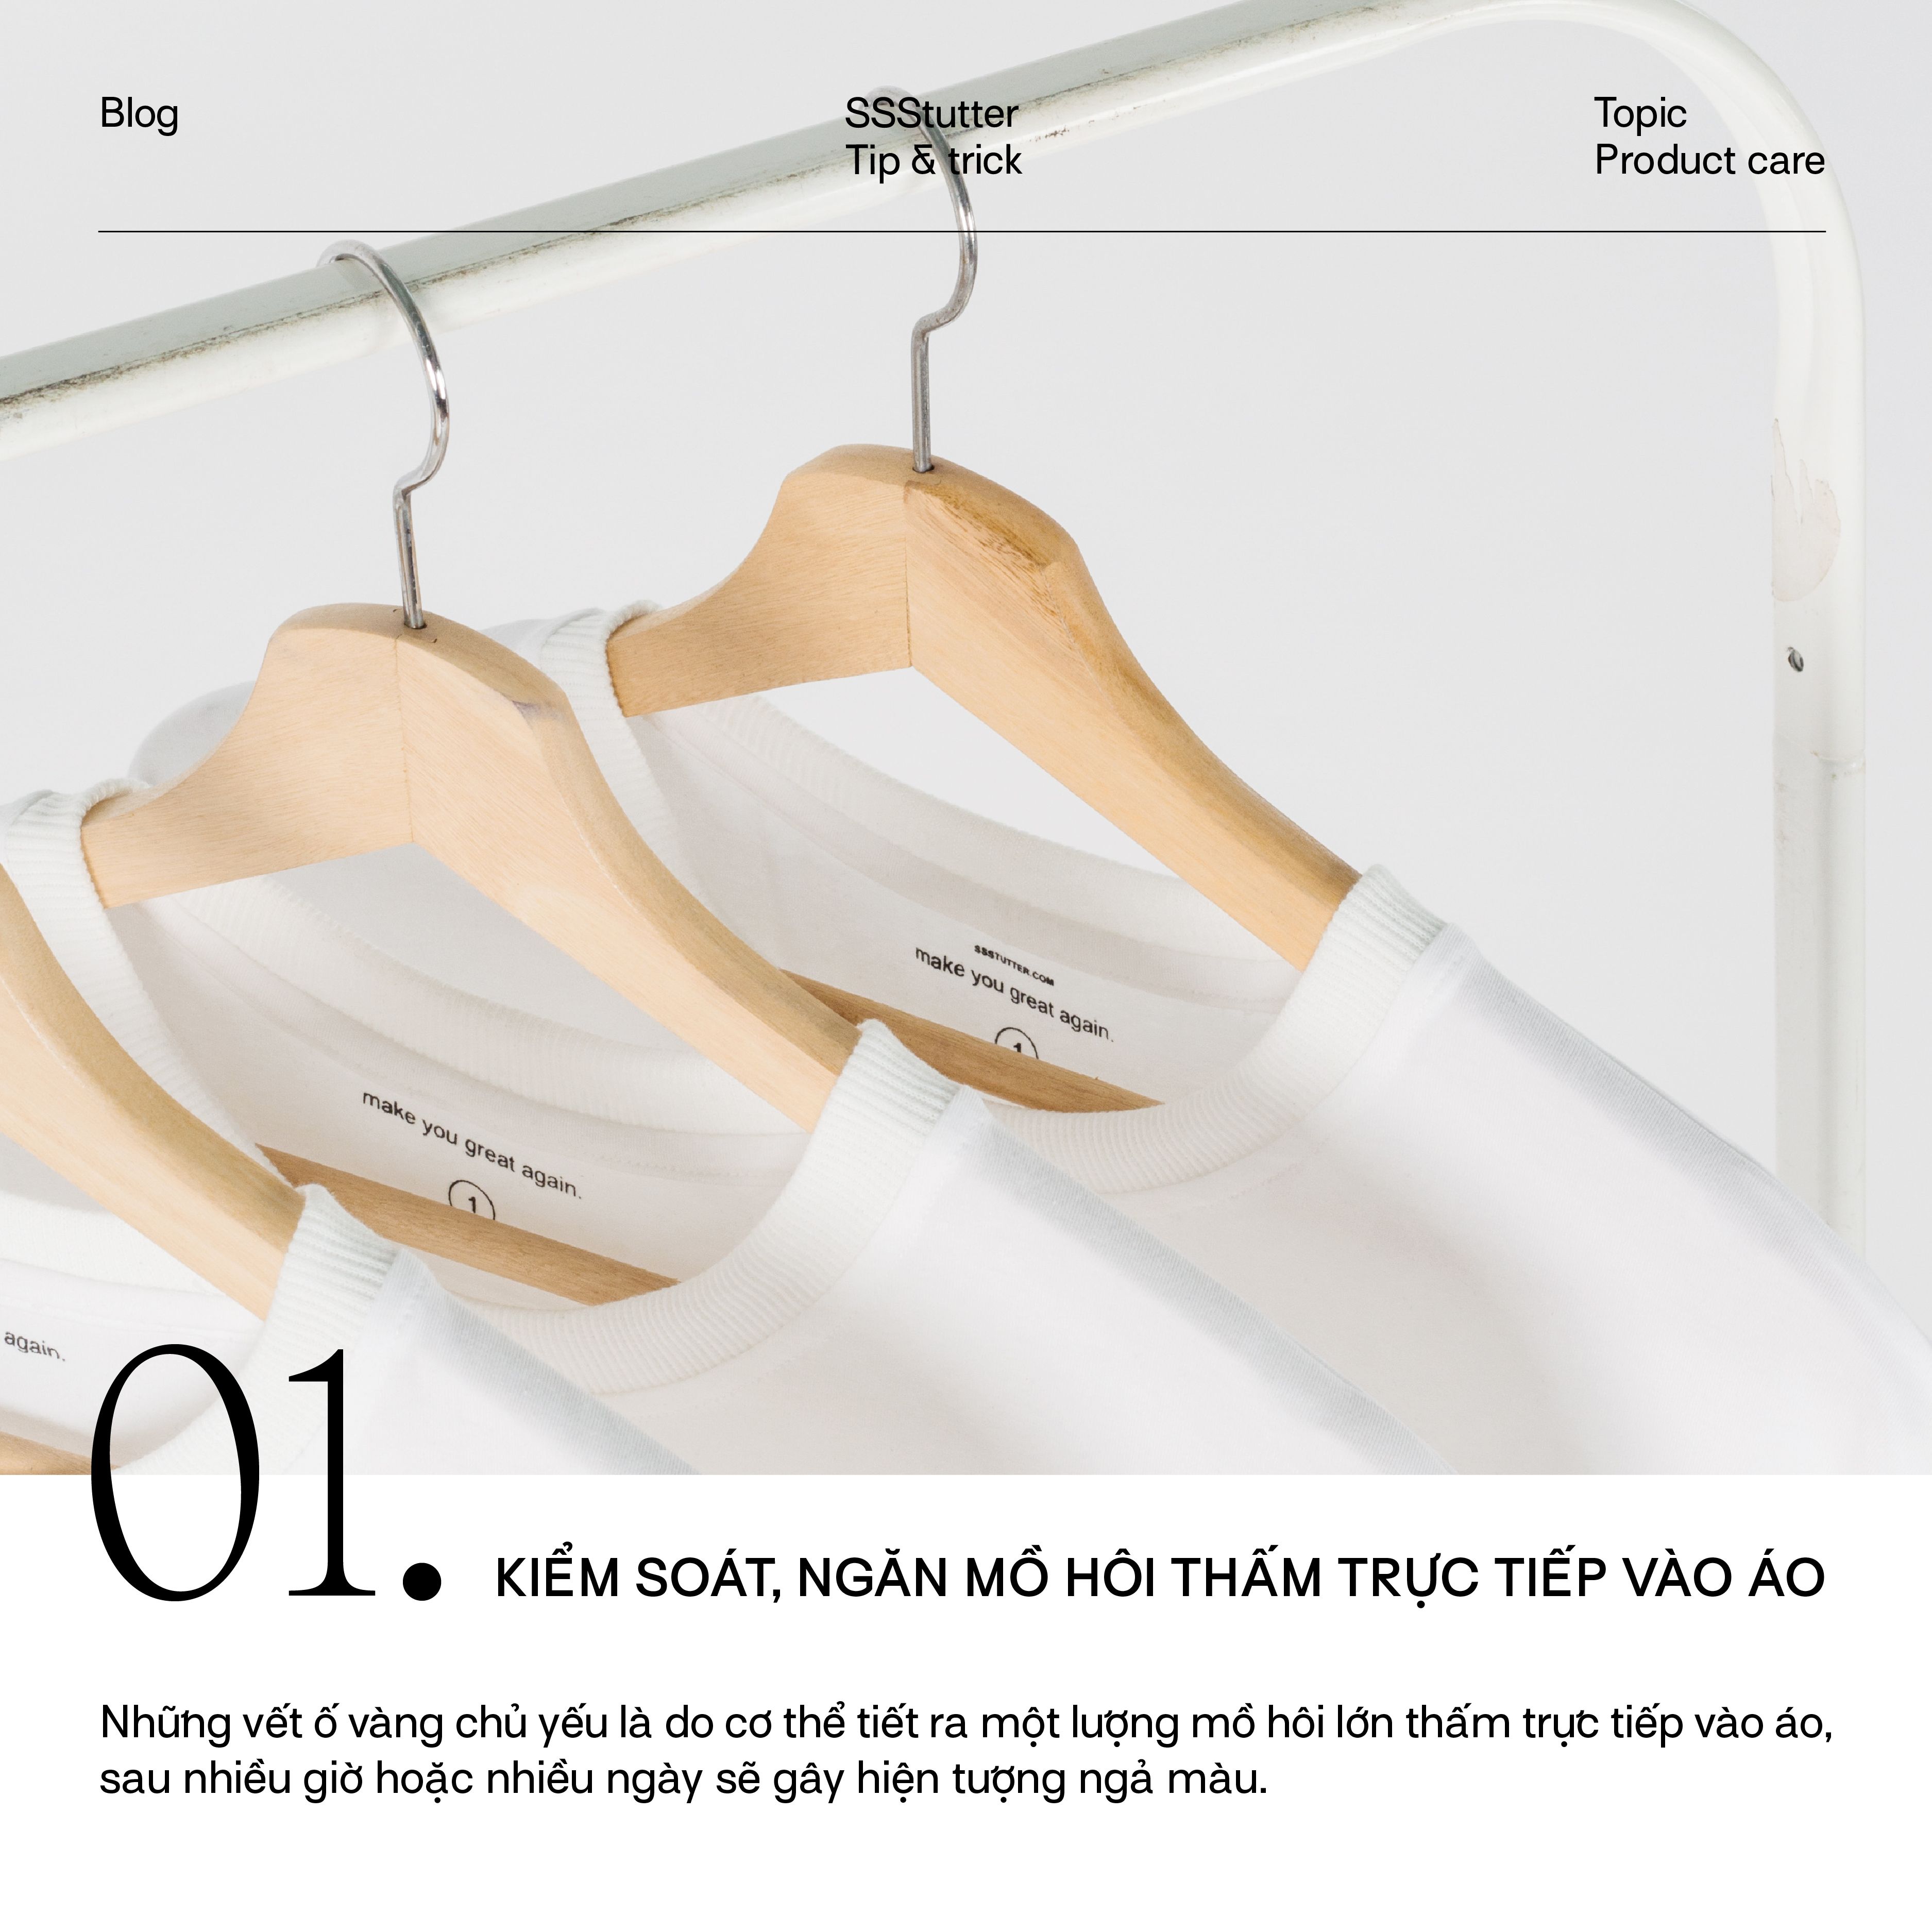 Blog
SSStutter
Tip & trick
Topic
Product care
SSSTUTTER.COM
make you great again.
1
make you great again.
1
again.
01.
KIỂM SOÁT, NGĂN MỒ HÔI THẤM TRỰC TIẾP VÀO ÁO
Những vết ố vàng chủ yếu là do cơ thể tiết ra một lượng mồ hôi lớn thấm trực tiếp vào áo,
sau nhiều giờ hoặc nhiều ngày sẽ gây hiện tượng ngả màu.